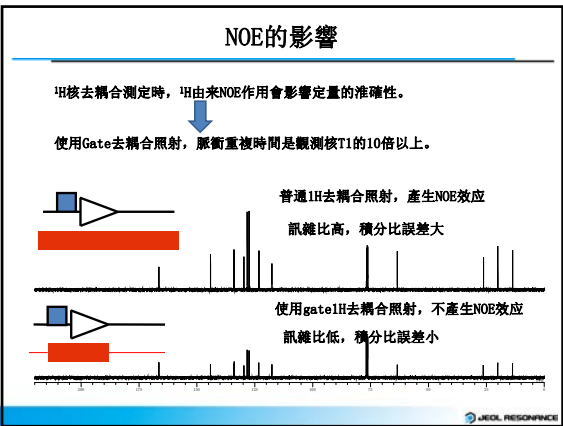 NOE的影響
¹H核去耦合測定時，¹H由来NOE作用會影響定量的准確性。
使用Gate去耦合照射，脈衝重複時間是觀測核T1的10倍以上。
普通1H去耦合照射，產生NOE效应
訊雜比高，積分比誤差大
使用gate1H去耦合照射，不產生NOE效应
訊雜比低，積分比誤差小
JEOL RESONANCE